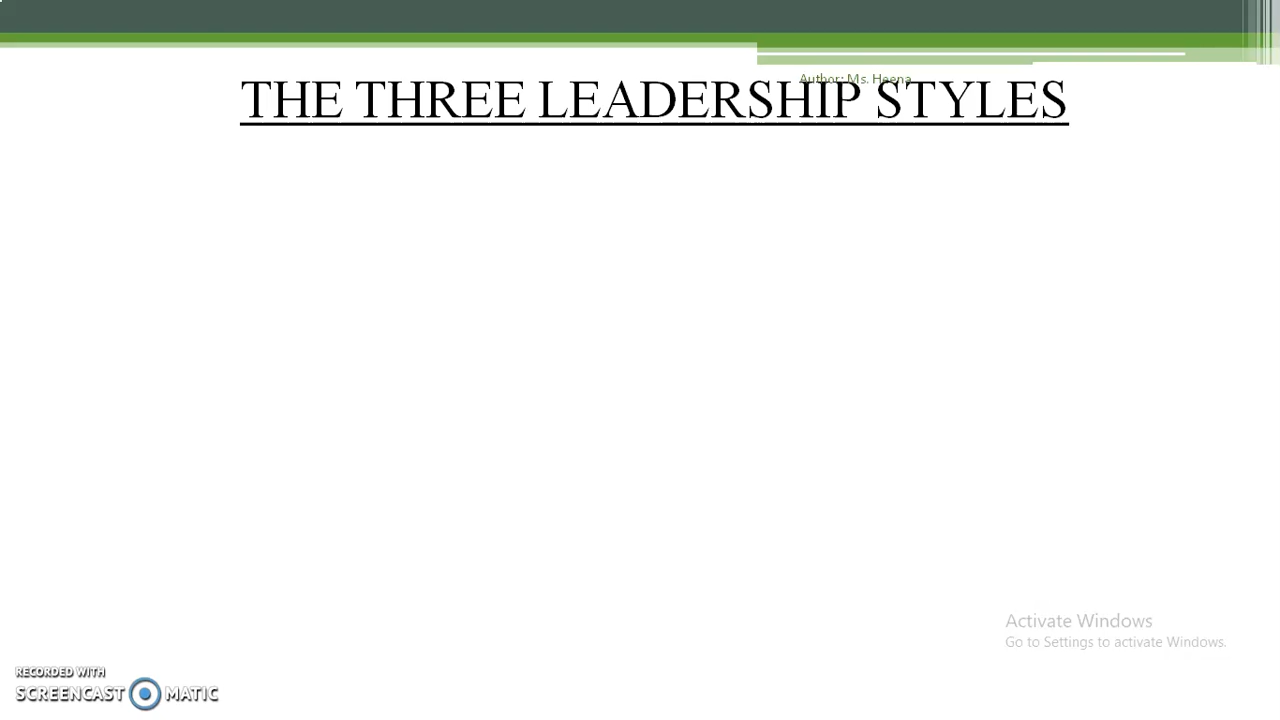 Author: Ms. Heena
THE THREE LEADERSHIP STYLES
Activate Windows
Go to Settings to activate Windows.
RECORDED WITH
SCREENCAST MATIC